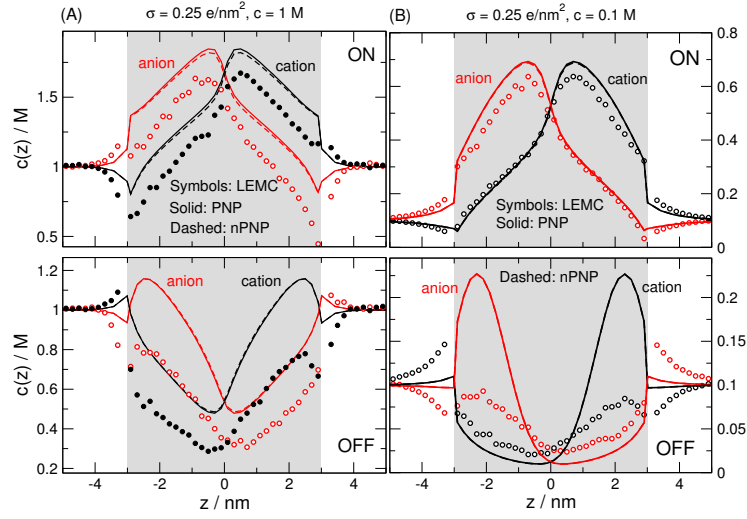 (A)
σ = 0.25 e/nm², c = 1 M
(B)
σ = 0.25 e/nm², c = 0.1 M
ON
anion
cation
1.5
1
0.5
c(z) / M
Symbols: LEMC
Solid: PNP
Dashed: nPNP
ON
anion
cation
0.8
0.6
0.4
0.2
0
c(z) / M
Symbols: LEMC
Solid: PNP
1.2
1
0.8
0.6
0.4
0.2
c(z) / M
anion
cation
OFF
-4
-2
0
2
4
z / nm
Dashed: nPNP
anion
cation
0.2
0.15
0.1
0.05
0
c(z) / M
OFF
-4
-2
0
2
4
z / nm